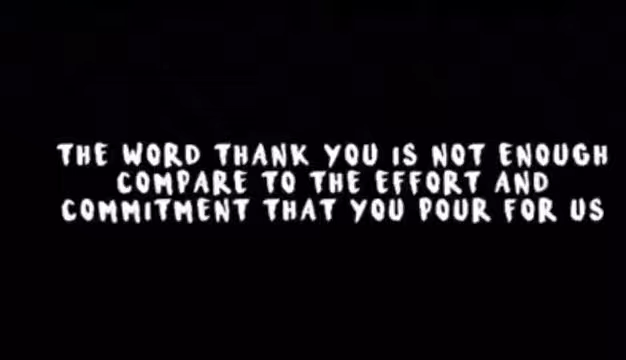 THE WORD THANK YOU IS NOT ENOUGH
COMPARE TO THE EFFORT AND
COMMITMENT THAT YOU POUR FOR US